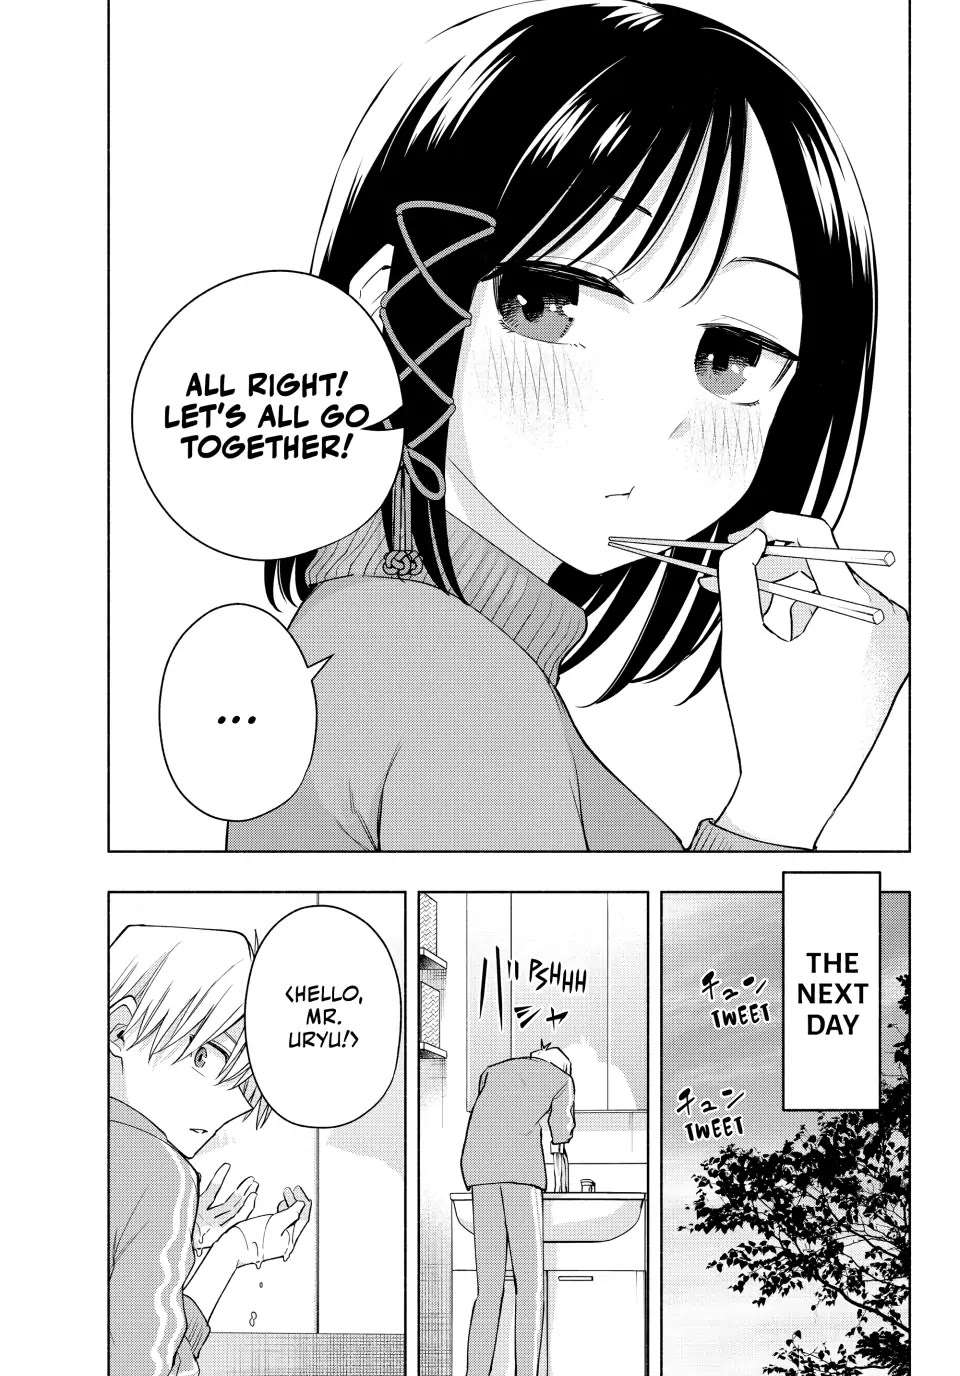 ALL RIGHT!
LET'S ALL GO
TOGETHER!
...
THE
NEXT
DAY
チュン
TWEET
チュン
TWEET
バ
シャ
PSHHH
<HELLO,
MR.
URYU!>